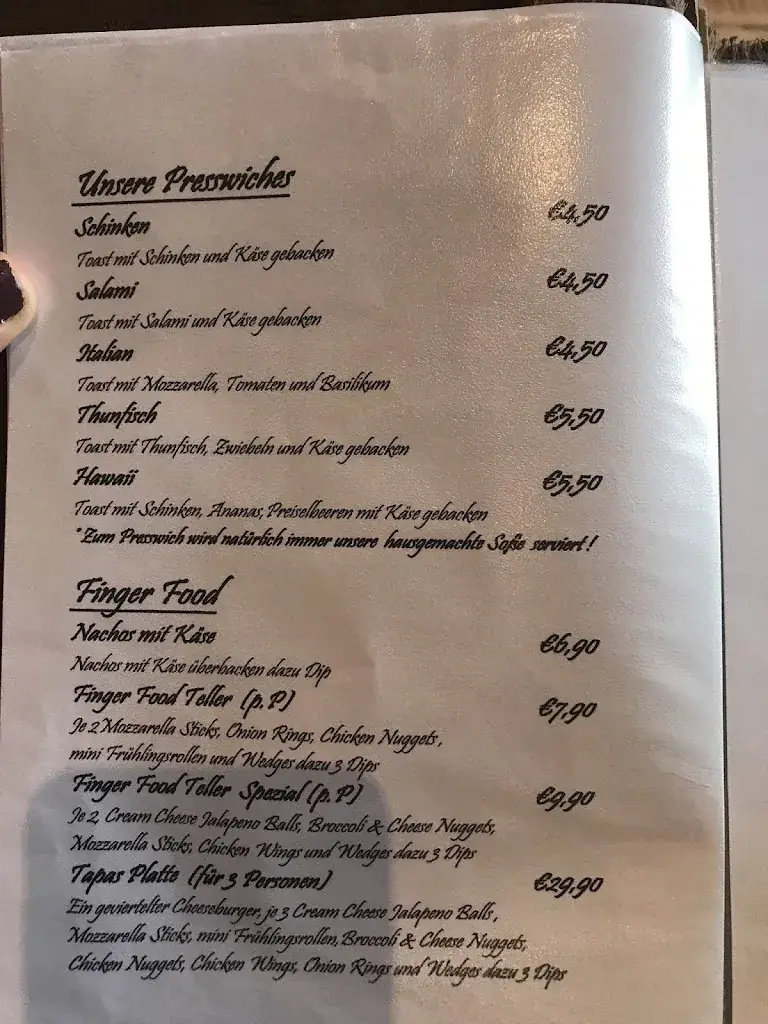 Unsere Presswiches
Schinken €4,50
Toast mit Schinken und Käse gebacken
Salami €4,50
Toast mit Salami und Käse gebacken
Italian €4,50
Toast mit Mozzarella, Tomaten und Basilikum
Thunfisch €5,50
Toast mit Thunfisch, Zwiebeln und Käse gebacken
Hawaii €5,50
Toast mit Schinken, Ananas, Preiselbeeren mit Käse gebacken
*Zum Presswich wird natürlich immer unsere hausgemachte Soße serviert!
Finger Food
Nachos mit Käse €6,90
Nachos mit Käse überbacken dazu Dip
Finger Food Teller (p.P) €7,90
Je 2 Mozzarella Sticks, Onion Rings, Chicken Nuggets,
mini Frühlingsrollen und Wedges dazu 3 Dips
Finger Food Teller Spezial (p.P) €9,90
Je 2, Cream Cheese Jalapeno Balls, Broccoli & Cheese Nuggets,
Mozzarella Sticks, Chicken Wings und Wedges dazu 3 Dips
Tapas Platte (für 3 Personen) €29,90
Ein geviertelter Cheeseburger, je 3 Cream Cheese Jalapeno Balls,
Mozzarella Sticks, mini Frühlingsrollen, Broccoli & Cheese Nuggets,
Chicken Nuggets, Chicken Wings, Onion Rings und Wedges dazu 3 Dips